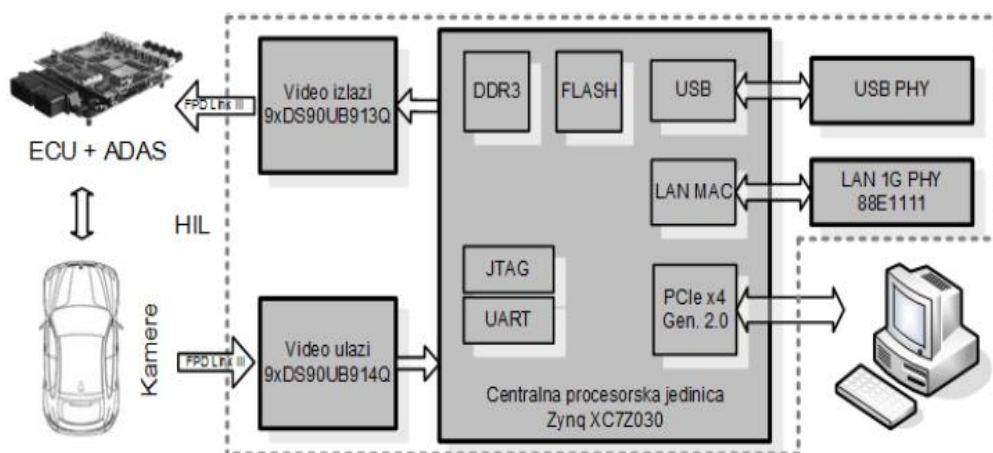 Video izlazi
9xDS90UB913Q
FPD Link III
ECU + ADAS
HIL
Kamere
FPD Link III
Video ulazi
9xDS90UB914Q
DDR3
FLASH
USB
LAN MAC
JTAG
UART
PCIe x4
Gen. 2.0
Centralna procesorska jedinica
Zynq XC7Z030
USB PHY
LAN 1G PHY
88E1111